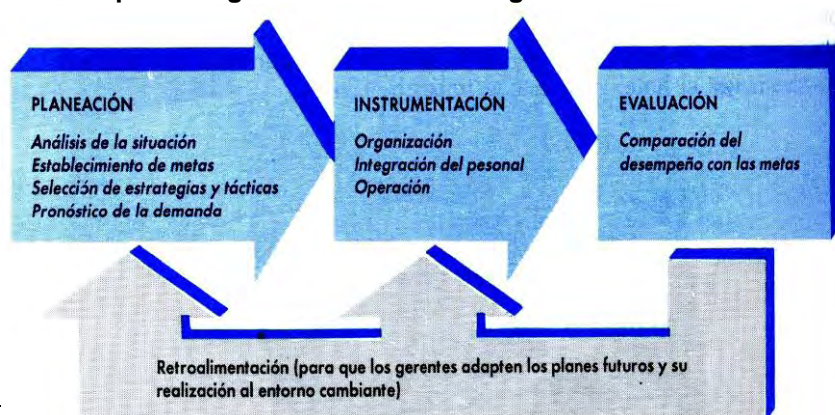 PLANEACIÓN
Análisis de la situación
Establecimiento de metas
Selección de estrategias y tácticas
Pronóstico de la demanda
INSTRUMENTACIÓN
Organización
Integración del pesonal
Operación
EVALUACIÓN
Comparación del
desempeño con las metas
Retroalimentación (para que los gerentes adapten los planes futuros y su
realización al entorno cambiante)